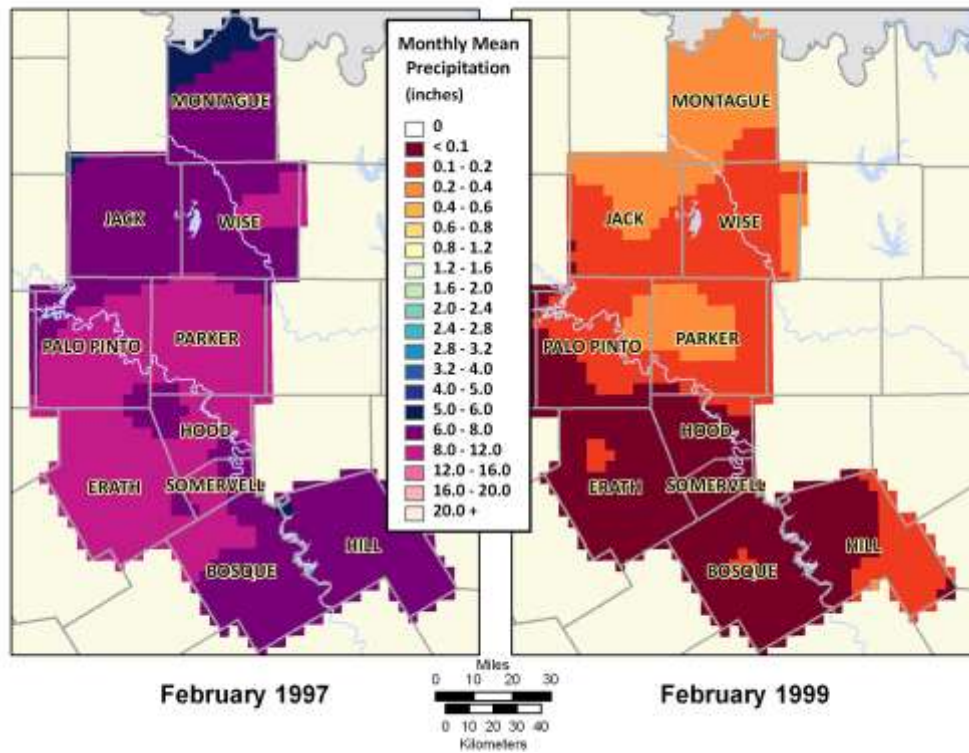 Monthly Mean
Precipitation
(inches)
0
< 0.1
0.1 - 0.2
0.2 - 0.4
0.4 - 0.6
0.6 - 0.8
0.8 - 1.2
1.2 - 1.6
1.6 - 2.0
2.0 - 2.4
2.4 - 2.8
2.8 - 3.2
3.2 - 4.0
4.0 - 5.0
5.0 - 6.0
6.0 - 8.0
8.0 - 12.0
12.0 - 16.0
16.0 - 20.0
20.0 +
MONTAGUE
JACK
WISE
PALO PINTO
PARKER
HOOD
ERATH
SOMERVELL
HILL
BOSQUE
MONTAGUE
JACK
WISE
PALO PINTO
PARKER
HOOD
ERATH
SOMERVELL
HILL
BOSQUE
February 1997
Miles
0 10 20 30
0 10 20 30 40
Kilometers
February 1999